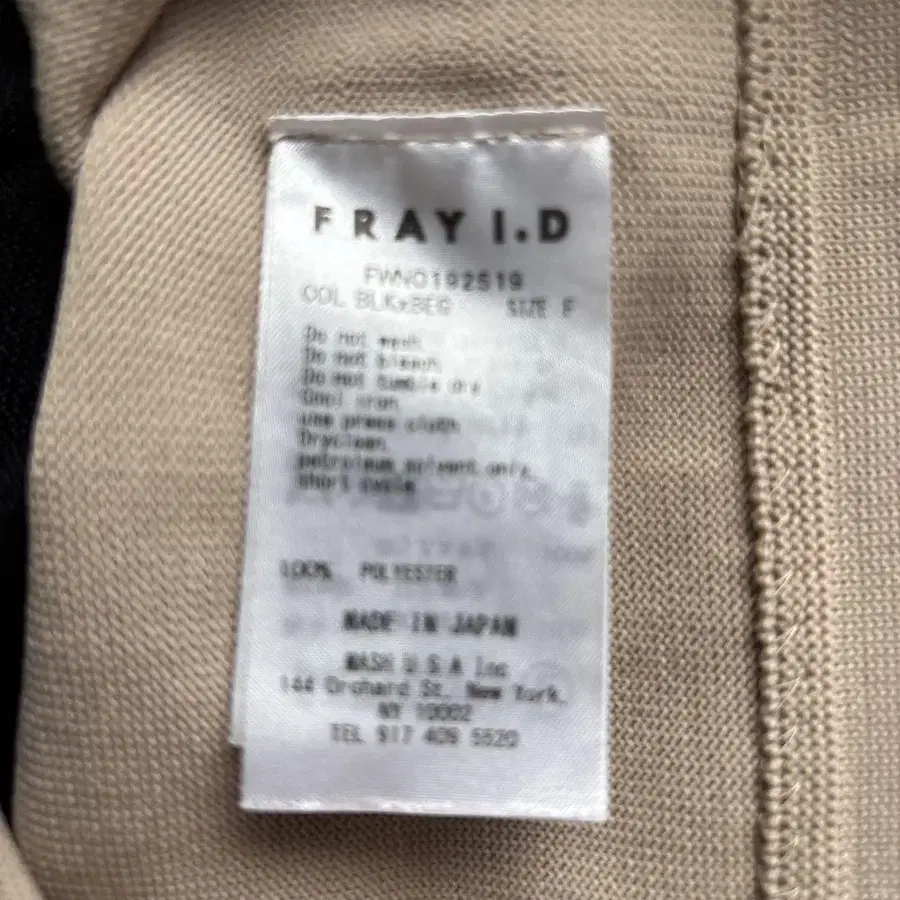 FRAY I.D
FWNO192519
COL BLK×BEG SIZE F
Do not wash
Do not bleach
Do not tumble dry
Cool iron
use press cloth
Dryclean
petroleum solvent only.
short cycle
100% POLYESTER
MADE IN JAPAN
MASH U.S.A Inc
144 Orchard St. New York,
NY 10002
TEL 917 409 5520